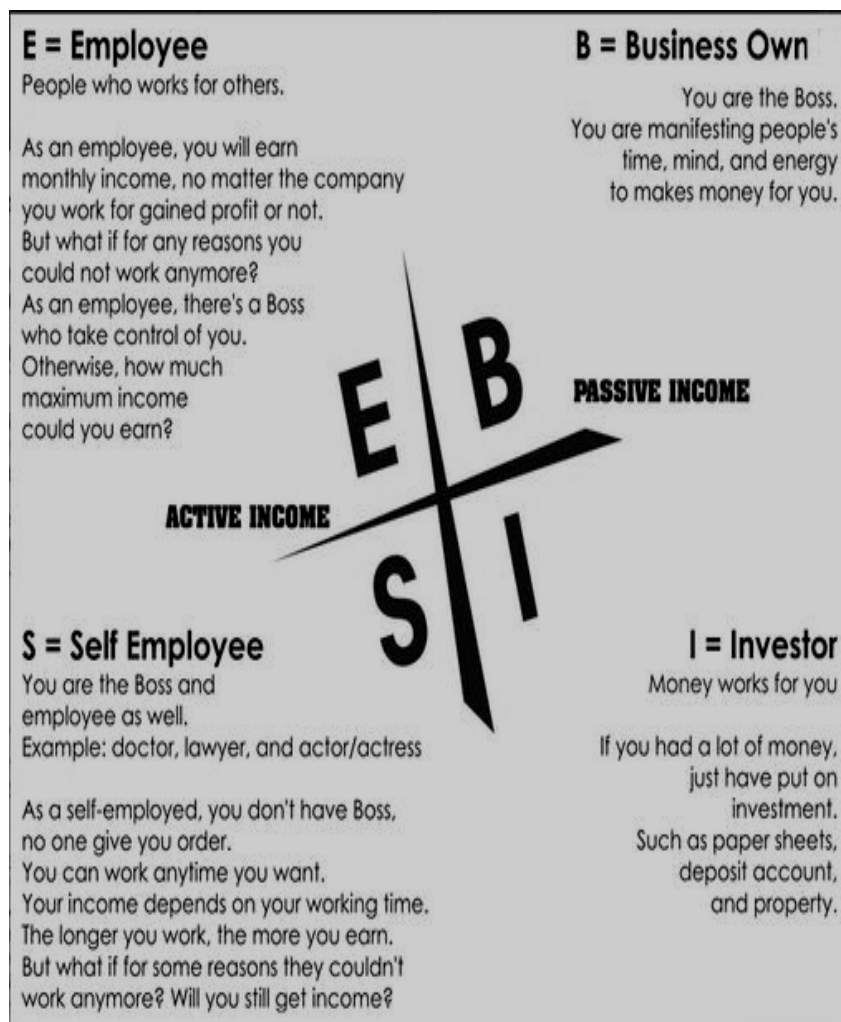 E = Employee
People who works for others.
As an employee, you will earn
monthly income, no matter the company
you work for gained profit or not.
But what if for any reasons you
could not work anymore?
As an employee, there's a Boss
who take control of you.
Otherwise, how much
maximum income
could you earn?
B = Business Own
You are the Boss.
You are manifesting people's
time, mind, and energy
to makes money for you.
E
B
PASSIVE INCOME
ACTIVE INCOME
S
I
S = Self Employee
You are the Boss and
employee as well.
Example: doctor, lawyer, and actor/actress
As a self-employed, you don't have Boss,
no one give you order.
You can work anytime you want.
Your income depends on your working time.
The longer you work, the more you earn.
But what if for some reasons they couldn't
work anymore? Will you still get income?
I = Investor
Money works for you
If you had a lot of money,
just have put on
investment.
Such as paper sheets,
deposit account,
and property.